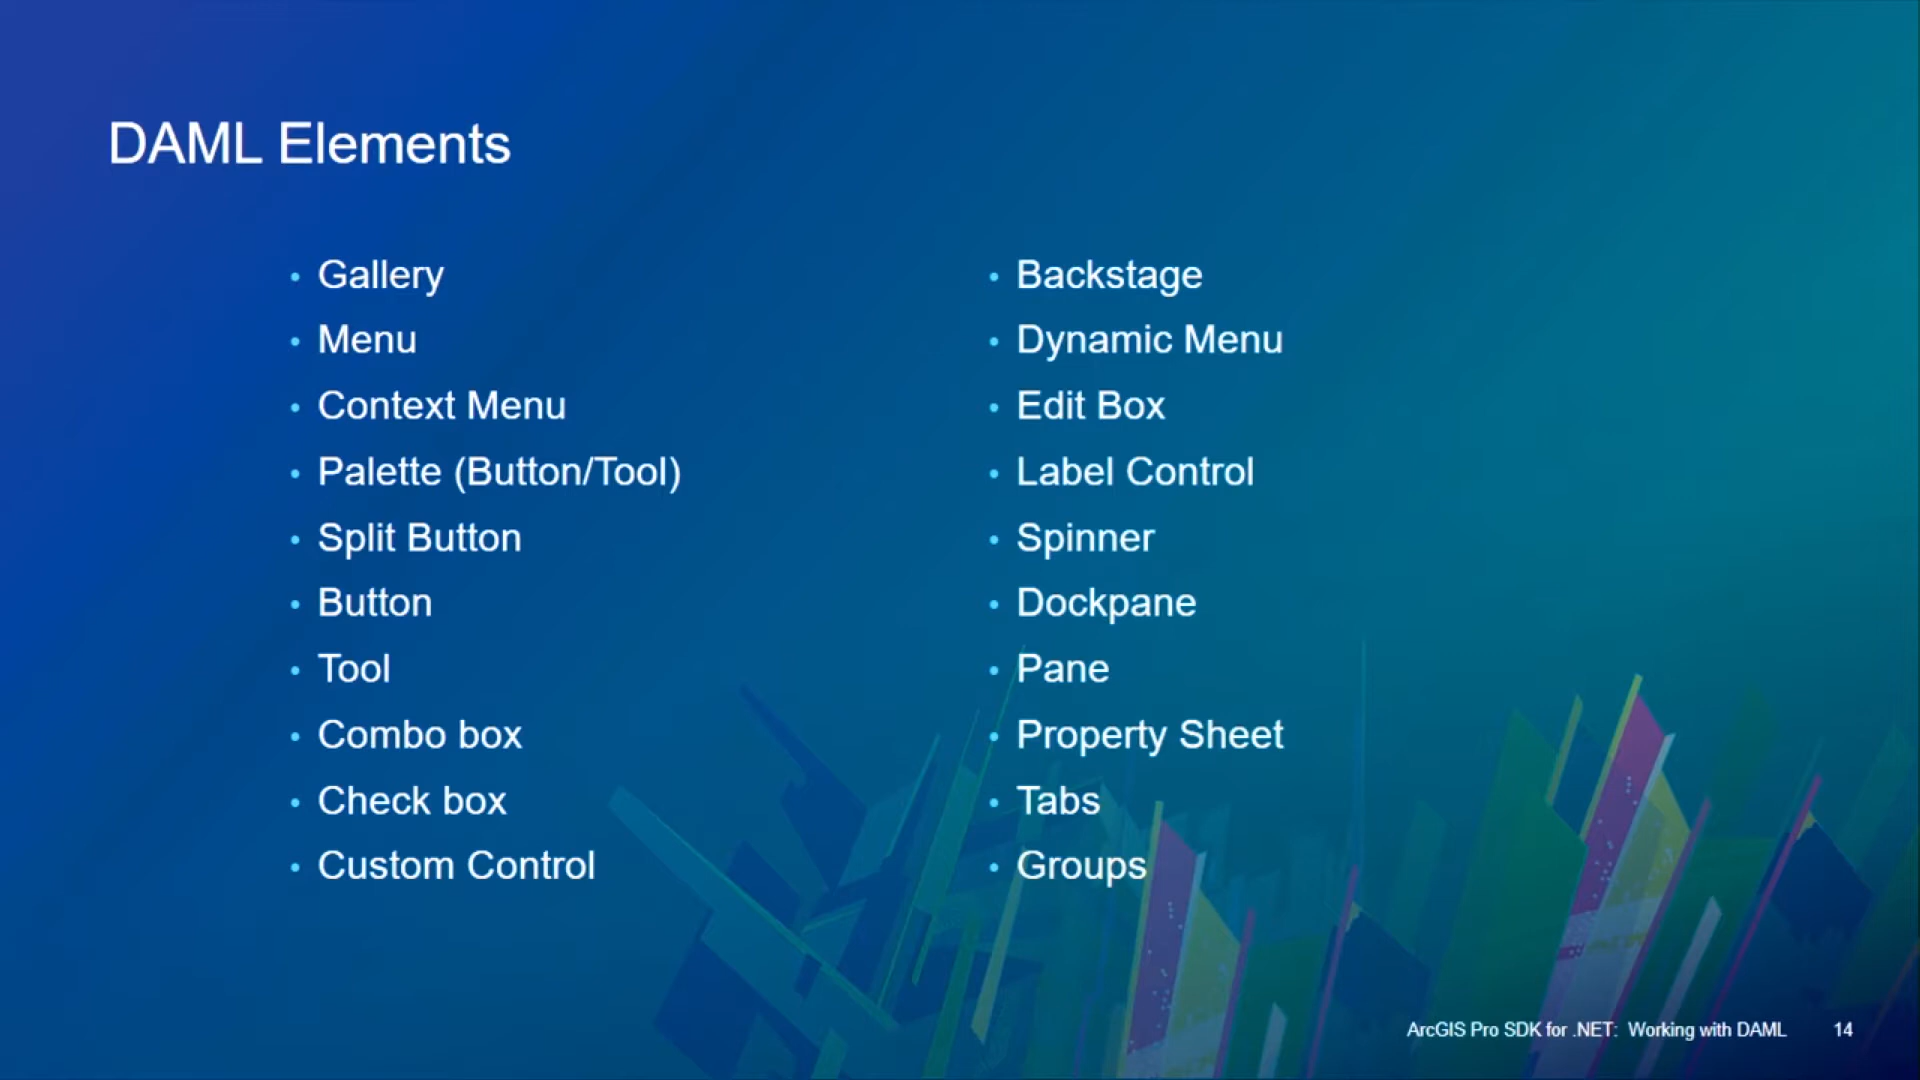 DAML Elements
• Gallery
• Menu
• Context Menu
• Palette (Button/Tool)
• Split Button
• Button
• Tool
• Combo box
• Check box
• Custom Control
• Backstage
• Dynamic Menu
• Edit Box
• Label Control
• Spinner
• Dockpane
• Pane
• Property Sheet
• Tabs
• Groups
ArcGIS Pro SDK for .NET: Working with DAML 14